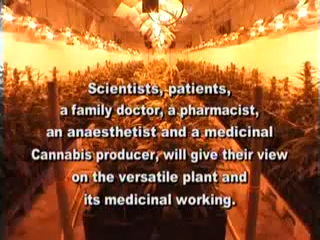 Scientists, patients,
a family doctor, a pharmacist,
an anaesthetist and a medicinal
Cannabis producer, will give their view
on the versatile plant and
its medicinal working.